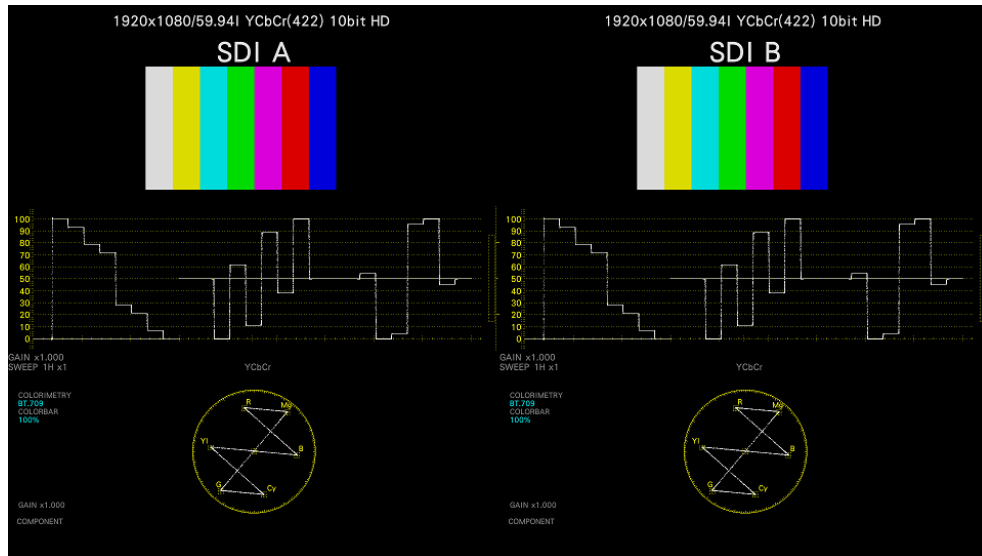 1920x1080/59.94I YCbCr(422) 10bit HD
SDI A
100
90
80
70
60
50
40
30
20
10
0
GAIN x1.000
SWEEP 1H x1
YCbCr
COLORIMETRY
BT.709
COLORBAR
100%
R
Mg
Yl
B
G
Cy
GAIN x1.000
COMPONENT
1920x1080/59.94I YCbCr(422) 10bit HD
SDI B
100
90
80
70
60
50
40
30
20
10
0
GAIN x1.000
SWEEP 1H x1
YCbCr
COLORIMETRY
BT.709
COLORBAR
100%
R
Mg
Yl
B
G
Cy
GAIN x1.000
COMPONENT